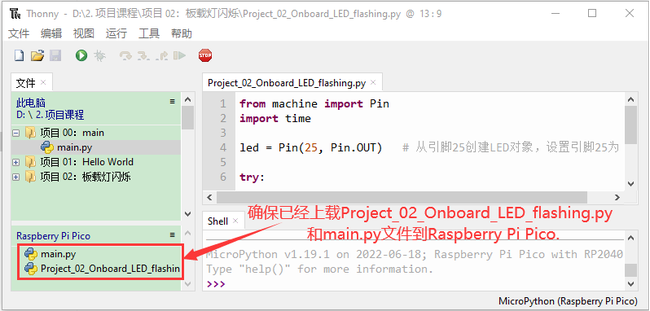 Thonny - D:\2. 项目课程\项目 02：板载灯闪烁\Project_02_Onboard_LED_flashing.py @ 13 : 9
文件 编辑 视图 运行 工具 帮助
文件
此电脑
D: \ 2. 项目课程
项目 00：main
main.py
项目 01：Hello World
项目 02：板载灯闪烁
Raspberry Pi Pico
main.py
Project_02_Onboard_LED_flashin
Project_02_Onboard_LED_flashing.py
1 from machine import Pin
2 import time
3
4 led = Pin(25, Pin.OUT) # 从引脚25创建LED对象，设置引脚25为
5
6 try:
确保已经上载Project_02_Onboard_LED_flashing.py
和main.py文件到Raspberry Pi Pico.
Shell
MicroPython v1.19.1 on 2022-06-18; Raspberry Pi Pico with RP2040
Type "help()" for more information.
>>>
MicroPython (Raspberry Pi Pico)